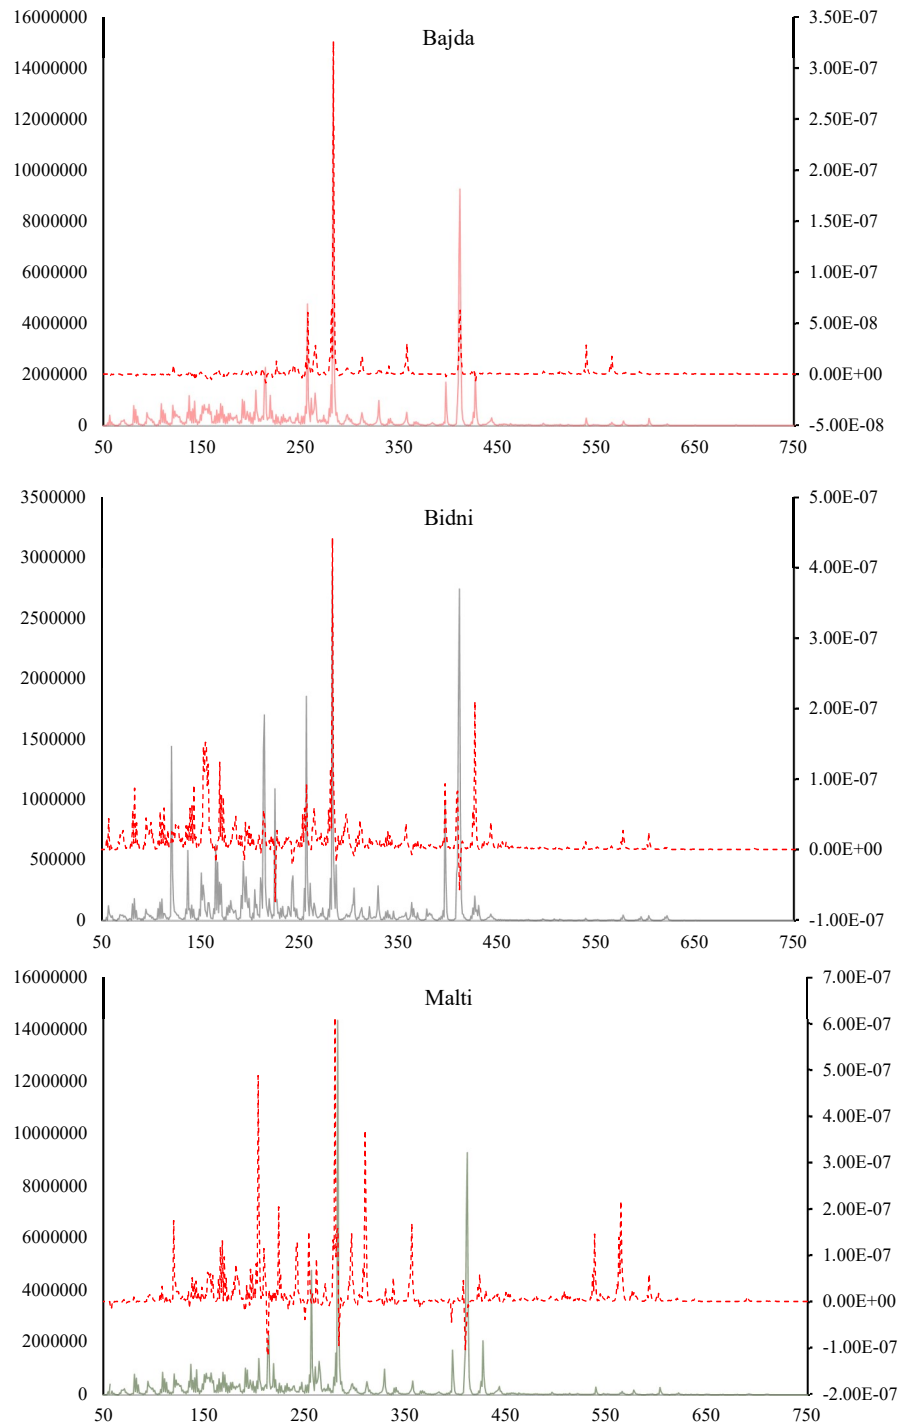 16000000 3.50E-07
Bajda
14000000 3.00E-07
12000000 2.50E-07
10000000 2.00E-07
8000000 1.50E-07
6000000 1.00E-07
4000000 5.00E-08
2000000 0.00E+00
0 -5.00E-08
50 150 250 350 450 550 650 750
3500000 5.00E-07
Bidni
3000000 4.00E-07
2500000
3.00E-07
2000000
2.00E-07
1500000
1.00E-07
1000000
500000 0.00E+00
0 -1.00E-07
50 150 250 350 450 550 650 750
16000000 7.00E-07
Malti
14000000 6.00E-07
12000000 5.00E-07
10000000 4.00E-07
8000000 3.00E-07
6000000 2.00E-07
4000000 1.00E-07
0.00E+00
2000000 -1.00E-07
0 -2.00E-07
50 150 250 350 450 550 650 750